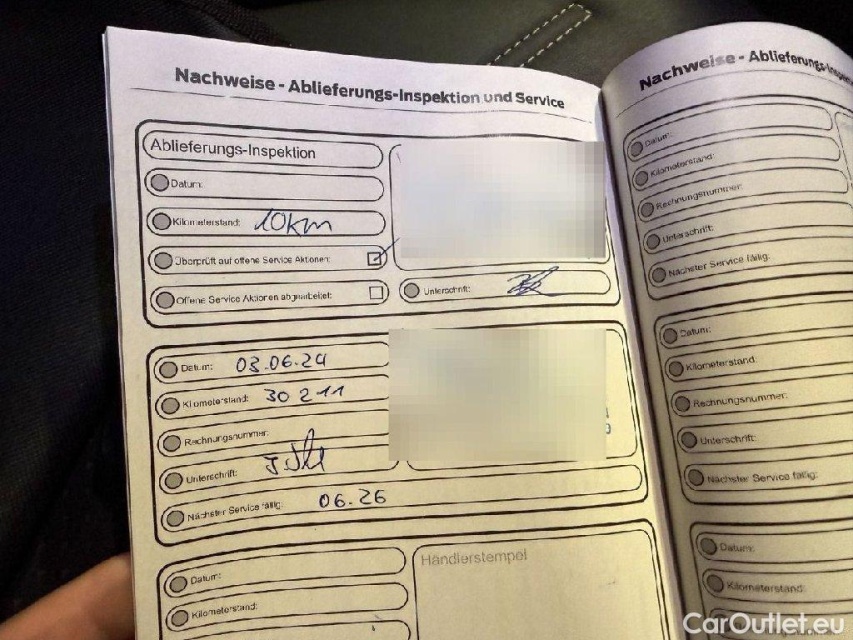 Nachweise - Ablieferungs-Inspektion und Service
Ablieferungs-Inspektion
Datum:
Kilometerstand: 10km
Überprüft auf offene Service Aktionen:
Offene Service Aktionen abgearbeitet:
Unterschrift:
Datum: 03.06.24
Kilometerstand: 30 211
Rechnungsnummer:
Unterschrift:
Nächster Service fällig: 06.26
Datum:
Kilometerstand:
Händlerstempel
Nachweise - Ablieferungs-
Datum:
Kilometerstand:
Rechnungsnummer:
Unterschrift:
Nächster Service fällig:
Datum:
Kilometerstand:
Rechnungsnummer:
Unterschrift:
Nächster Service fällig:
Datum:
Kilometerstand:
CarOutlet.eu